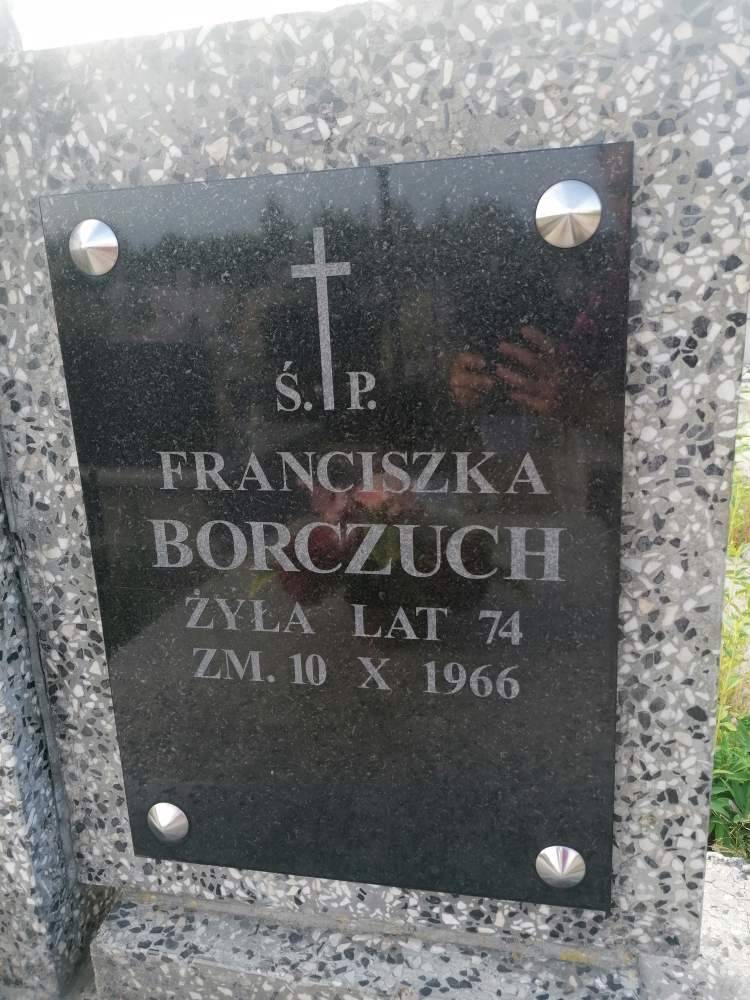 Ś. P.
FRANCISZKA
BORCZUCH
ŻYŁA LAT 74
ZM. 10 X 1966